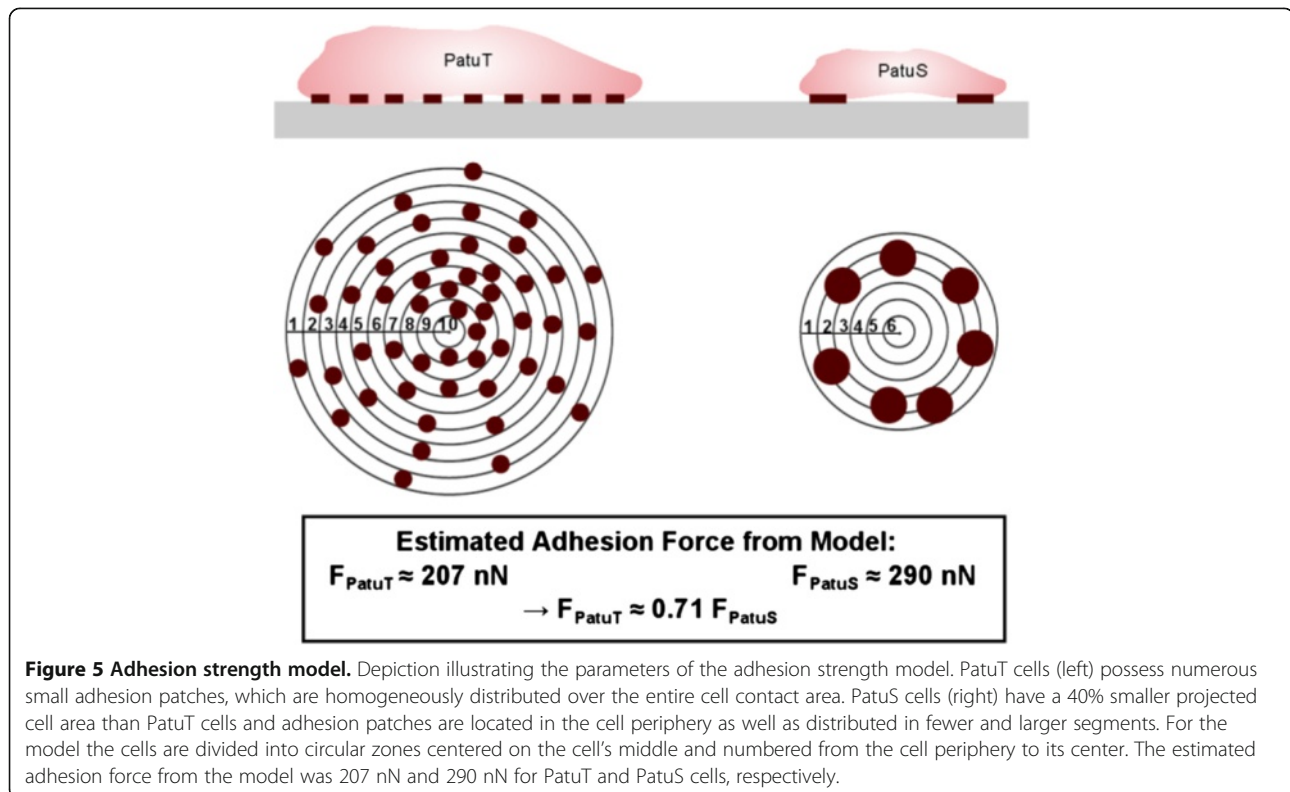 PatuT
PatuS
1 2 3 4 5 6 7 8 9 10
1 2 3 4 5 6
Estimated Adhesion Force from Model:
F_PatuT ≈ 207 nN F_PatuS ≈ 290 nN
→ F_PatuT ≈ 0.71 F_PatuS
Figure 5 Adhesion strength model. Depiction illustrating the parameters of the adhesion strength model. PatuT cells (left) possess numerous
small adhesion patches, which are homogeneously distributed over the entire cell contact area. PatuS cells (right) have a 40% smaller projected
cell area than PatuT cells and adhesion patches are located in the cell periphery as well as distributed in fewer and larger segments. For the
model the cells are divided into circular zones centered on the cell's middle and numbered from the cell periphery to its center. The estimated
adhesion force from the model was 207 nN and 290 nN for PatuT and PatuS cells, respectively.